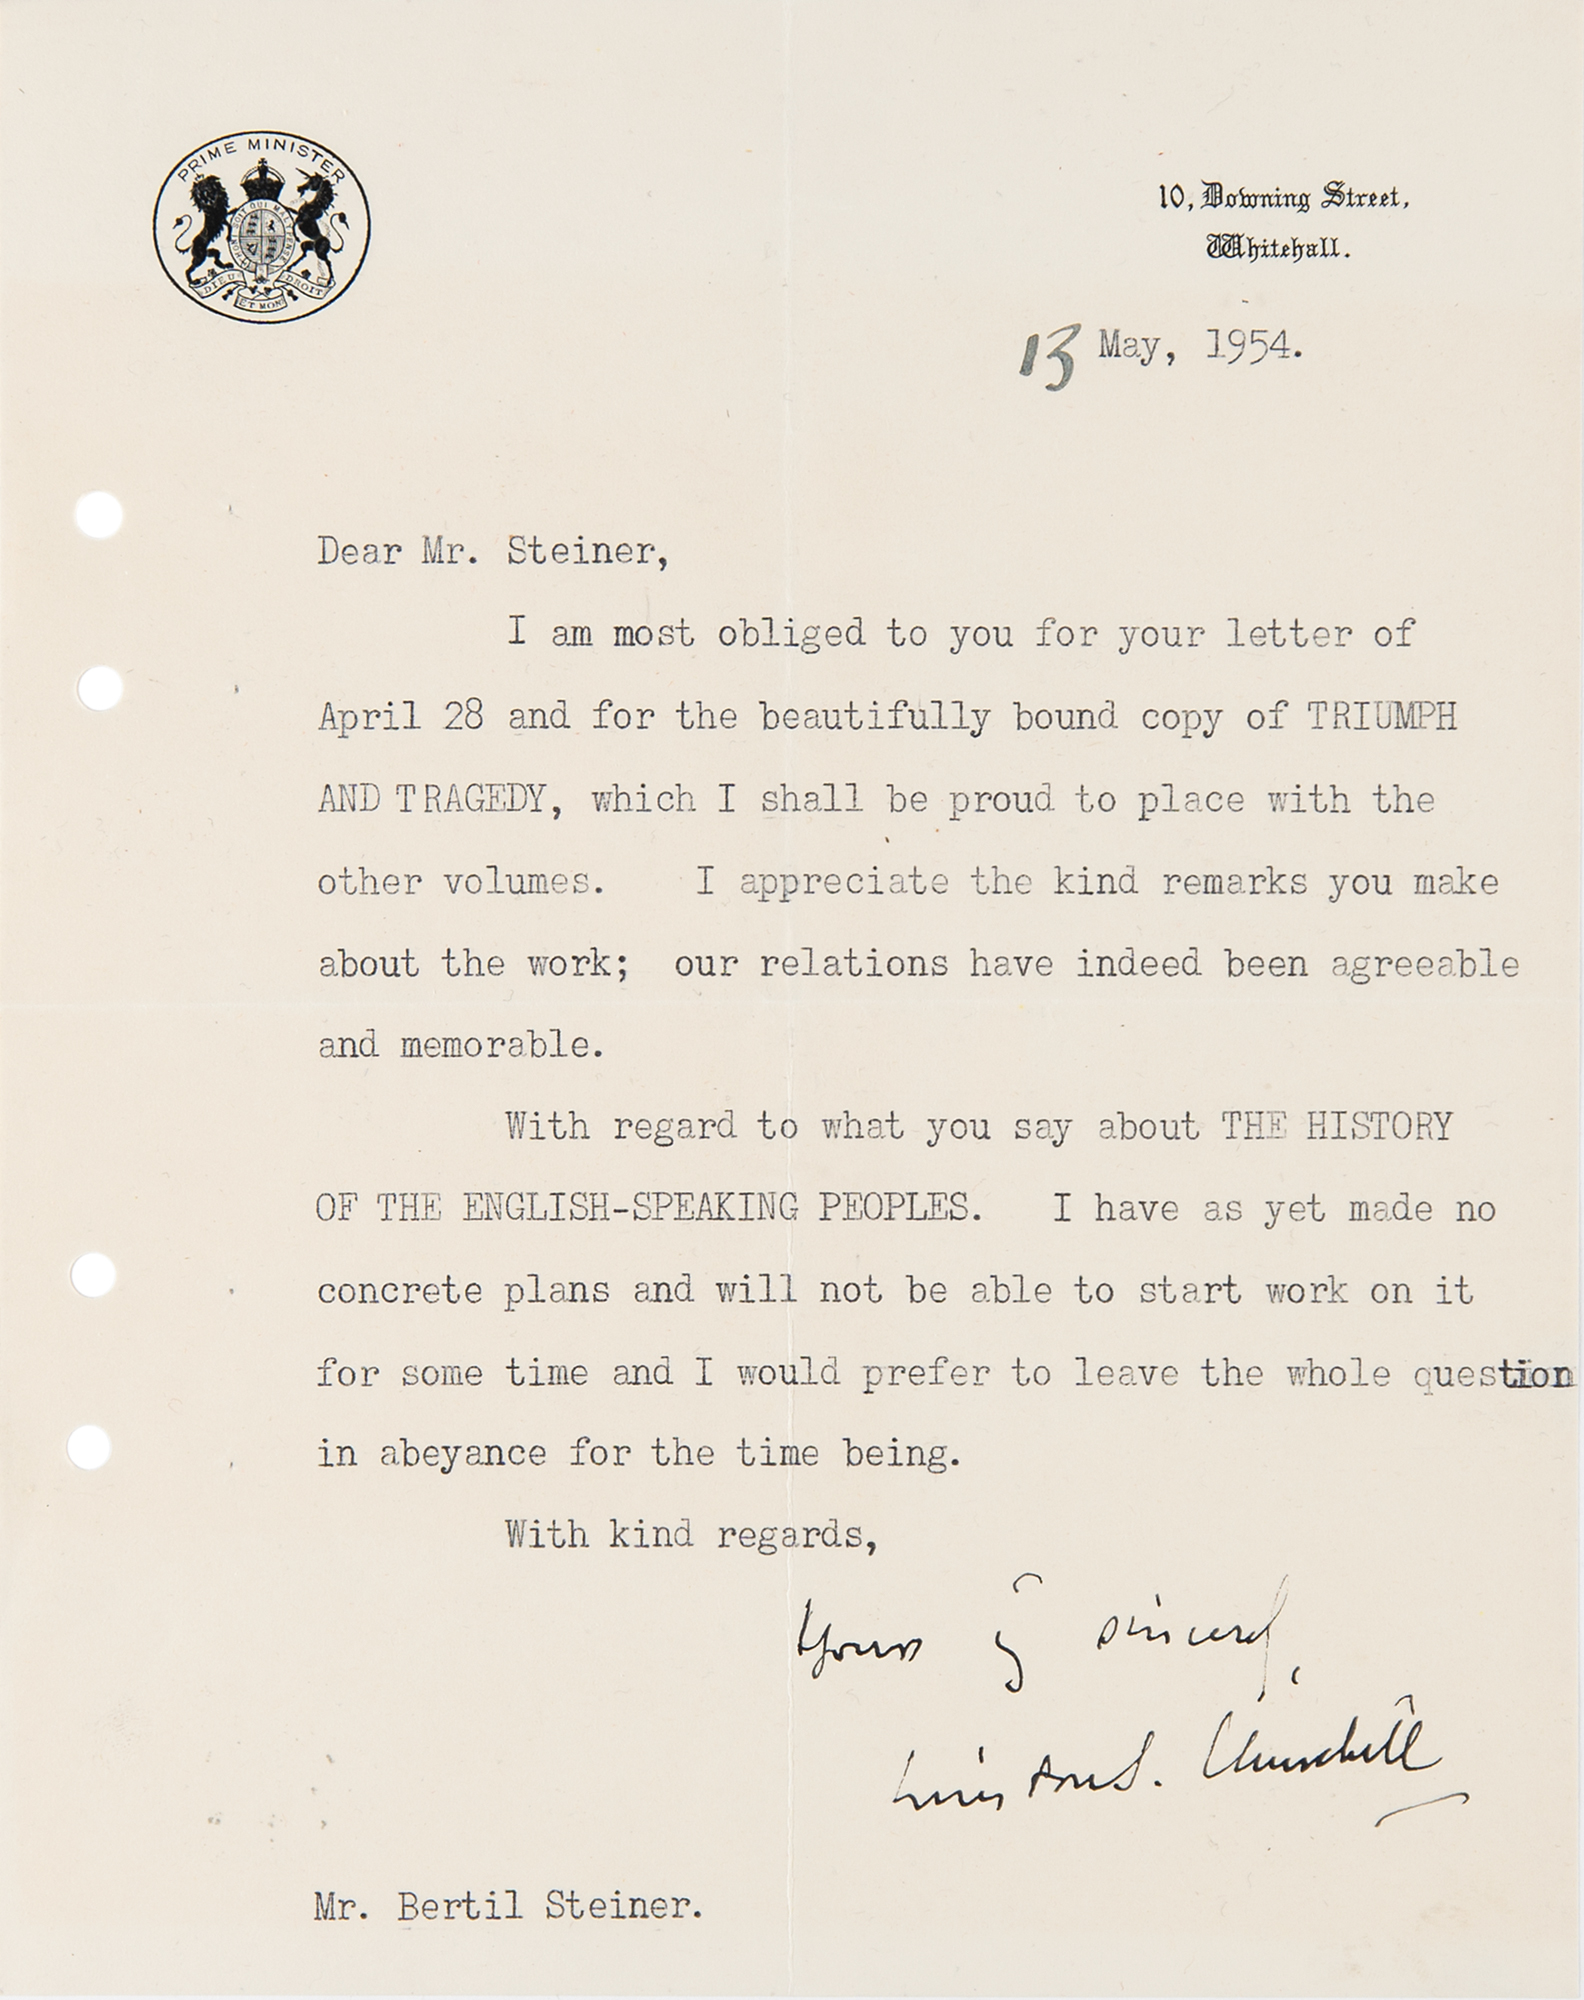 PRIME MINISTER
HONI SOIT QUI MAL Y PENSE
DIEU ET MON DROIT
10, Downing Street,
Whitehall.
13 May, 1954.
Dear Mr. Steiner,
I am most obliged to you for your letter of
April 28 and for the beautifully bound copy of TRIUMPH
AND TRAGEDY, which I shall be proud to place with the
other volumes. I appreciate the kind remarks you make
about the work; our relations have indeed been agreeable
and memorable.
With regard to what you say about THE HISTORY
OF THE ENGLISH-SPEAKING PEOPLES. I have as yet made no
concrete plans and will not be able to start work on it
for some time and I would prefer to leave the whole question
in abeyance for the time being.
With kind regards,
Yours sincerely,
Winston S. Churchill
Mr. Bertil Steiner.